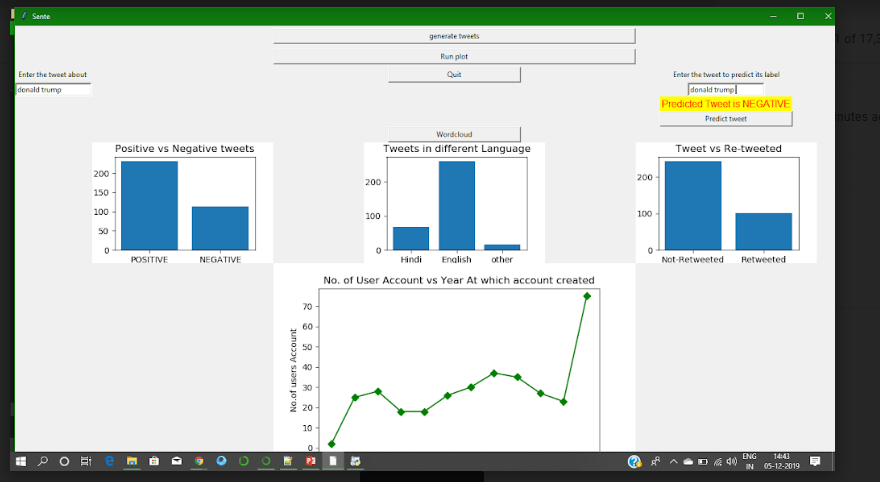 Sente
1 of 17,3
generate tweets
Run plot
Enter the tweet about
Quit
Enter the tweet to predict its label
donald trump
donald trump
Predicted Tweet is NEGATIVE
nutes a
Predict tweet
Wordcloud
Positive vs Negative tweets
200
150
100
50
0
POSITIVE NEGATIVE
Tweets in different Language
200
100
0
Hindi English other
Tweet vs Re-tweeted
200
100
0
Not-Retweeted Retweeted
No. of User Account vs Year At which account created
No.of users Account
70
60
50
40
30
20
10
0
ENG
IN
14:43
05-12-2019